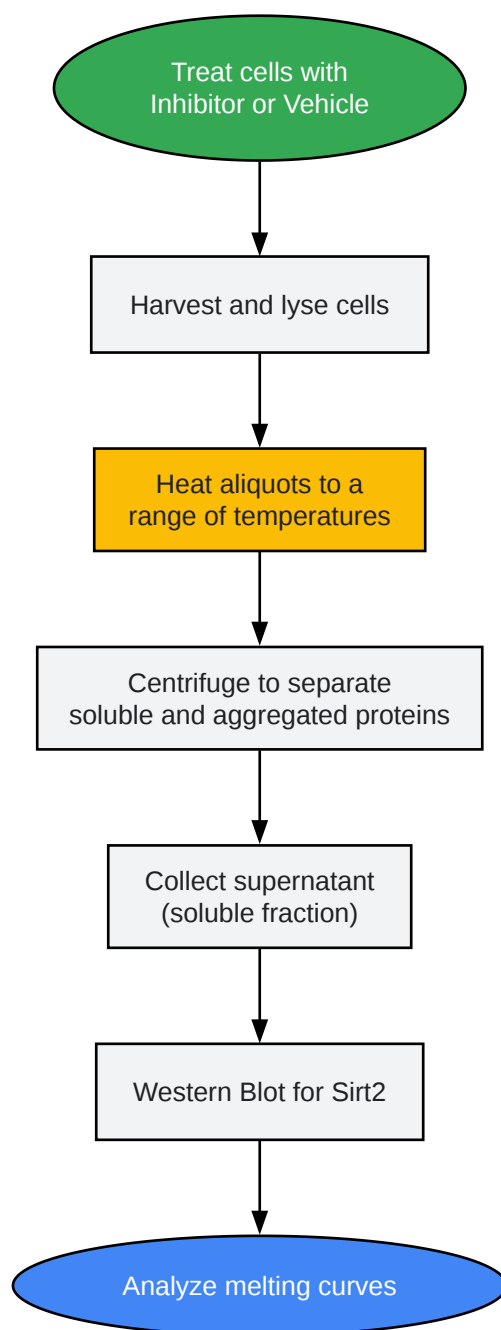 Treat cells with
Inhibitor or Vehicle
Harvest and lyse cells
Heat aliquots to a
range of temperatures
Centrifuge to separate
soluble and aggregated proteins
Collect supernatant
(soluble fraction)
Western Blot for Sirt2
Analyze melting curves